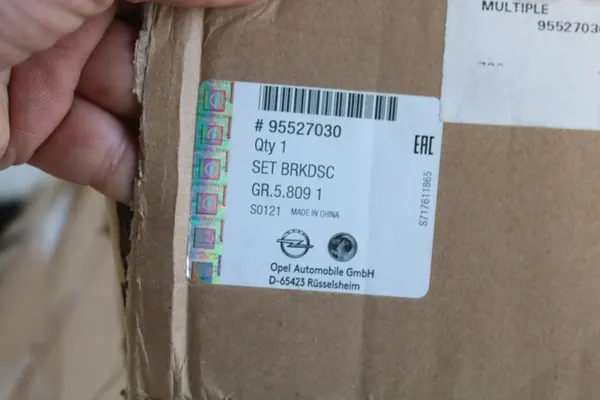 MULTIPLE
9552703
# 95527030
Qty 1
SET BRKDSC
GR.5.809 1
S0121 MADE IN CHINA
EAC
S717611865
Opel Automobile GmbH
D-65423 Rüsselsheim